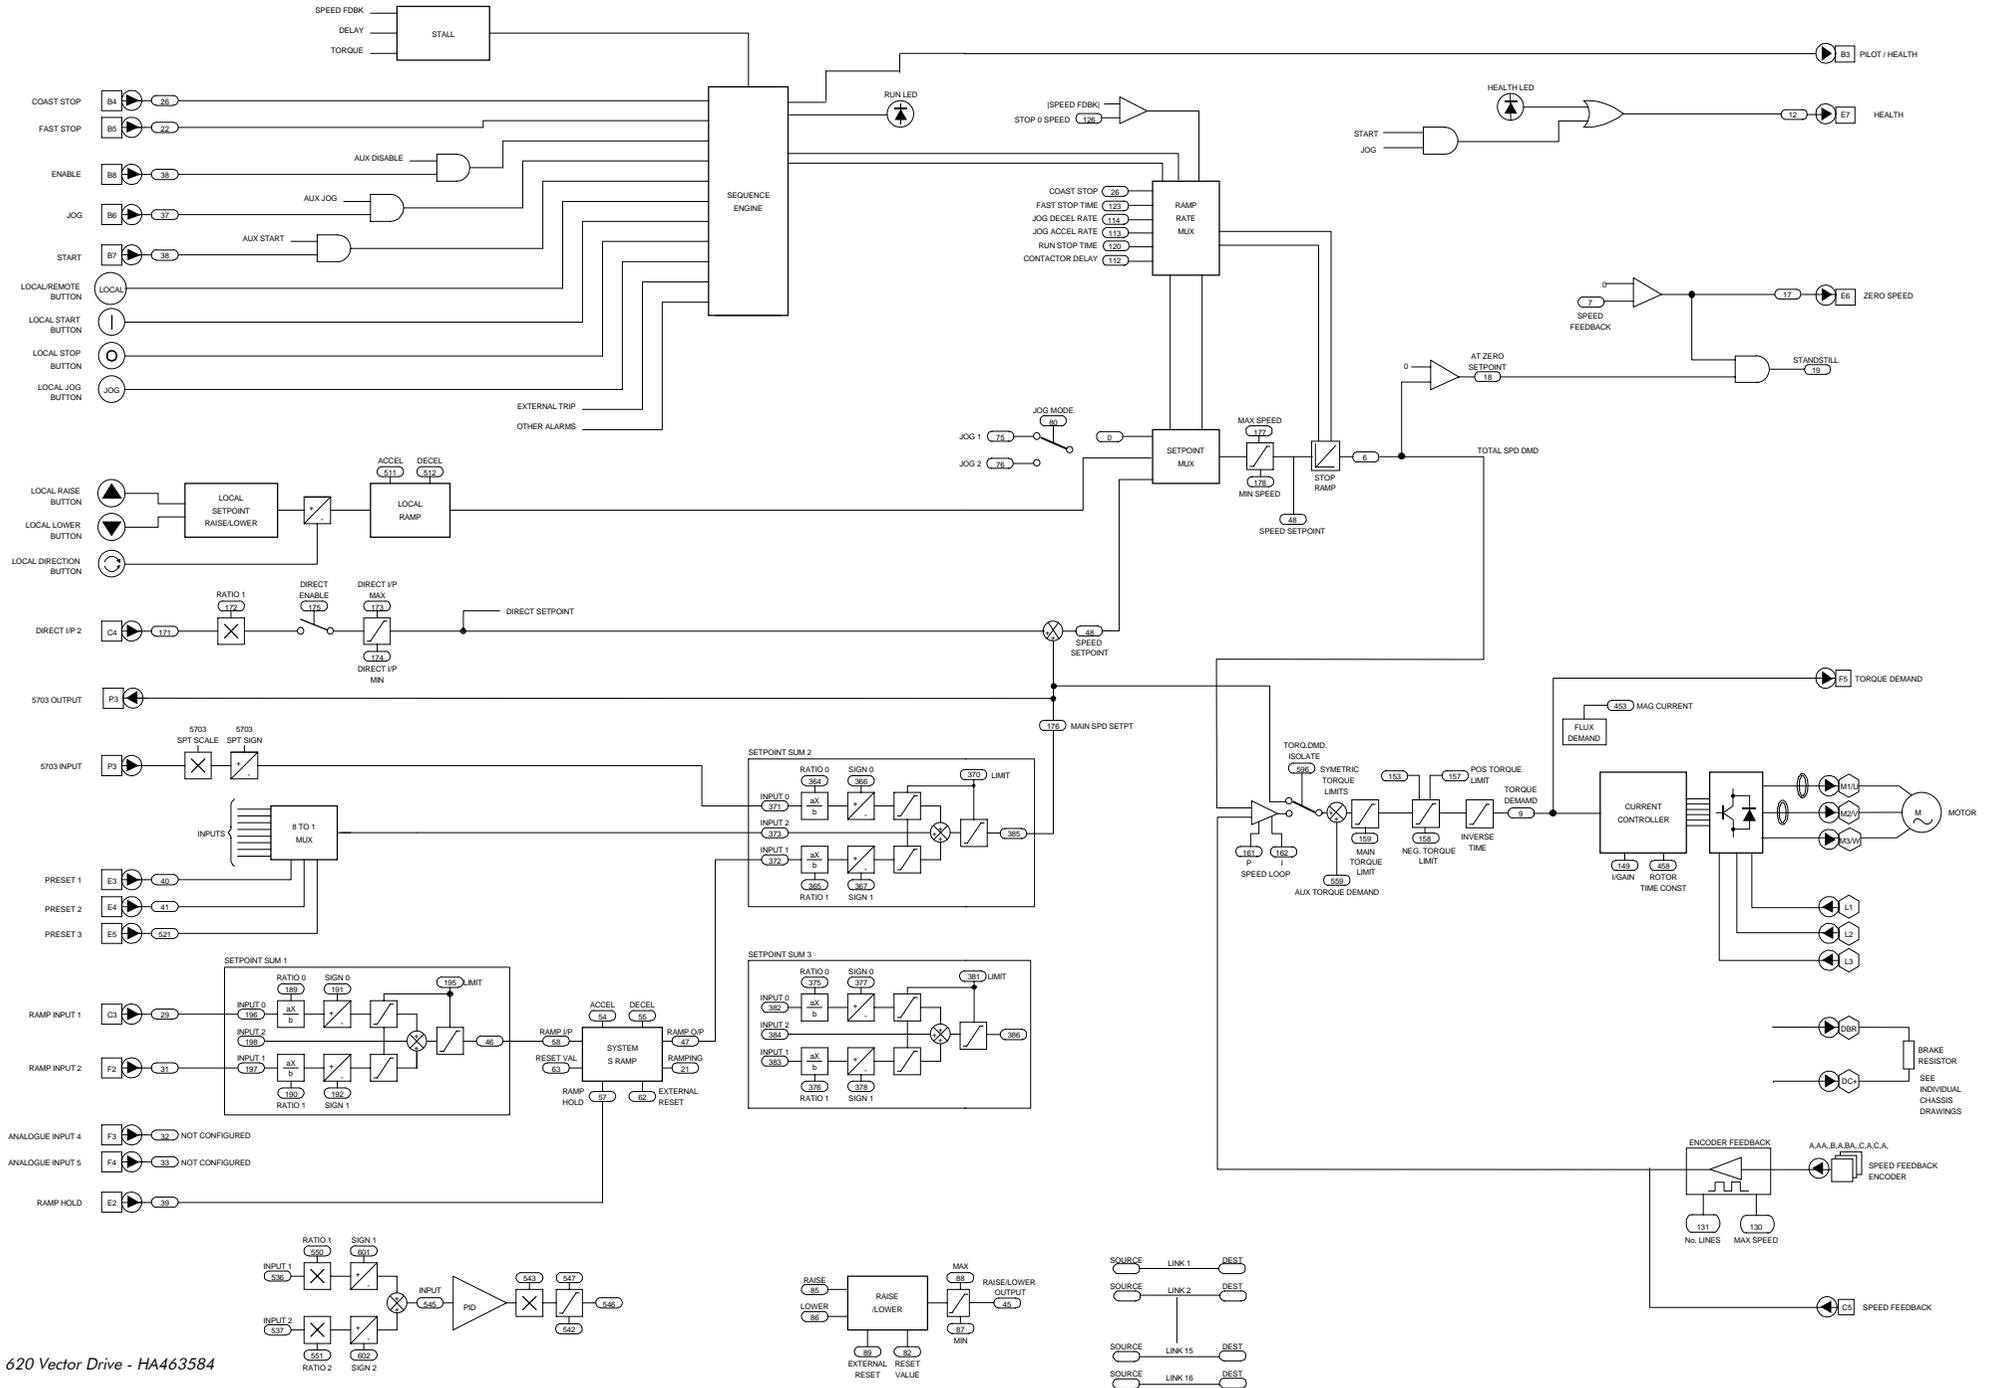 SPEED FDBK
DELAY
TORQUE
STALL
B3 PILOT / HEALTH
COAST STOP B4 26
FAST STOP B5 22
AUX DISABLE
ENABLE B8 38
AUX JOG
JOG B6 37
AUX START
START B7 38
LOCAL/REMOTE
BUTTON
LOCAL
LOCAL START
BUTTON
I
LOCAL STOP
BUTTON
O
LOCAL JOG
BUTTON
JOG
EXTERNAL TRIP
OTHER ALARMS
SEQUENCE
ENGINE
RUN LED
|SPEED FDBK|
STOP 0 SPEED 126
COAST STOP 26
FAST STOP TIME 123
JOG DECEL RATE 114
JOG ACCEL RATE 113
RUN STOP TIME 120
CONTACTOR DELAY 112
RAMP
RATE
MUX
HEALTH LED
START
JOG
12 E7 HEALTH
0
7
SPEED
FEEDBACK
17 E6 ZERO SPEED
0
AT ZERO
SETPOINT
18
STANDSTILL
19
JOG MODE
80
JOG 1 75
JOG 2 76
0
SETPOINT
MUX
MAX SPEED
177
178
MIN SPEED
STOP
RAMP
6
TOTAL SPD DMD
48
SPEED SETPOINT
LOCAL RAISE
BUTTON
LOCAL LOWER
BUTTON
LOCAL DIRECTION
BUTTON
LOCAL
SETPOINT
RAISE/LOWER
+ -
ACCEL DECEL
511 512
LOCAL
RAMP
DIRECT I/P 2 C4 171
RATIO 1
172
DIRECT
ENABLE
175
DIRECT I/P
MAX
173
174
DIRECT I/P
MIN
DIRECT SETPOINT
+ +
48
SPEED
SETPOINT
5703 OUTPUT P3
176 MAIN SPD SETPT
5703 INPUT P3
5703
SPT SCALE
5703
SPT SIGN
+ -
INPUTS
8 TO 1
MUX
PRESET 1 E3 40
PRESET 2 E4 41
PRESET 3 E5 521
SETPOINT SUM 2
RATIO 0 SIGN 0
364 366
370 LIMIT
INPUT 0
371
aX
b
+ -
INPUT 2
373
+ + +
385
INPUT 1
372
aX
b
+ -
365 367
RATIO 1 SIGN 1
TORQ.DMD.
ISOLATE
596
SYMETRIC
TORQUE
LIMITS
161
P
162
I
SPEED LOOP
+ +
559
AUX TORQUE DEMAND
159
MAIN
TORQUE
LIMIT
153
157
POS TORQUE
LIMIT
158
NEG. TORQUE
LIMIT
INVERSE
TIME
TORQUE
DEMAMD
9
F5 TORQUE DEMAND
453 MAG CURRENT
FLUX
DEMAND
CURRENT
CONTROLLER
149
I/GAIN
458
ROTOR
TIME CONST
M1/U
M2/V
M3/W
M
MOTOR
L1
L2
L3
SETPOINT SUM 1
RATIO 0 SIGN 0
189 191
195 LIMIT
RAMP INPUT 1 C3 29
INPUT 0
196
aX
b
+ -
INPUT 2
198
+ + +
46
RAMP INPUT 2 F2 31
INPUT 1
197
aX
b
+ -
190 192
RATIO 1 SIGN 1
ACCEL DECEL
54 55
RAMP I/P
58
RESET VAL
63
SYSTEM
S RAMP
RAMP O/P
47
RAMPING
21
RAMP
HOLD
57
62
EXTERNAL
RESET
SETPOINT SUM 3
RATIO 0 SIGN 0
375 377
381 LIMIT
INPUT 0
382
aX
b
+ -
INPUT 2
384
+ + +
386
INPUT 1
383
aX
b
+ -
376 378
RATIO 1 SIGN 1
DBR
BRAKE
RESISTOR
DC+
SEE
INDIVIDUAL
CHASSIS
DRAWINGS
ANALOGUE INPUT 4 F3 32 NOT CONFIGURED
ANALOGUE INPUT 5 F4 33 NOT CONFIGURED
RAMP HOLD E2 39
ENCODER FEEDBACK
A,AA,,B,A,BA,,C,A,C,A,
SPEED FEEDBACK
ENCODER
131
No. LINES
130
MAX SPEED
C5 SPEED FEEDBACK
RATIO 1 SIGN 1
550 601
INPUT 1
536
+ -
INPUT
545
PID
543
547
542
546
INPUT 2
537
+ -
551 602
RATIO 2 SIGN 2
+ +
RAISE
85
LOWER
86
RAISE
/LOWER
MAX
88
87
MIN
RAISE/LOWER
OUTPUT
45
89
EXTERNAL
RESET
82
RESET
VALUE
SOURCE LINK 1 DEST
SOURCE LINK 2 DEST
SOURCE LINK 15 DEST
SOURCE LINK 16 DEST
620 Vector Drive - HA463584